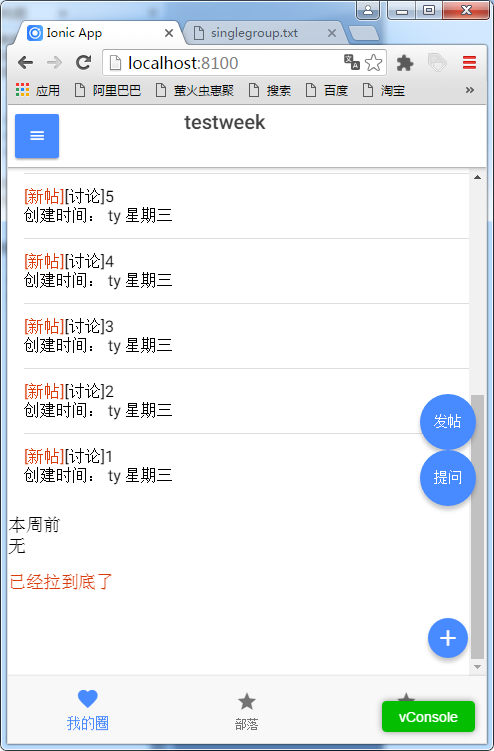 Ionic App
singlegroup.txt
localhost:8100
应用
阿里巴巴
萤火虫惠聚
搜索
百度
淘宝
»
testweek
[新帖][讨论]5
创建时间： ty 星期三
[新帖][讨论]4
创建时间： ty 星期三
[新帖][讨论]3
创建时间： ty 星期三
[新帖][讨论]2
创建时间： ty 星期三
发帖
[新帖][讨论]1
创建时间： ty 星期三
提问
本周前
无
已经拉到底了
我的圈
部落
vConsole